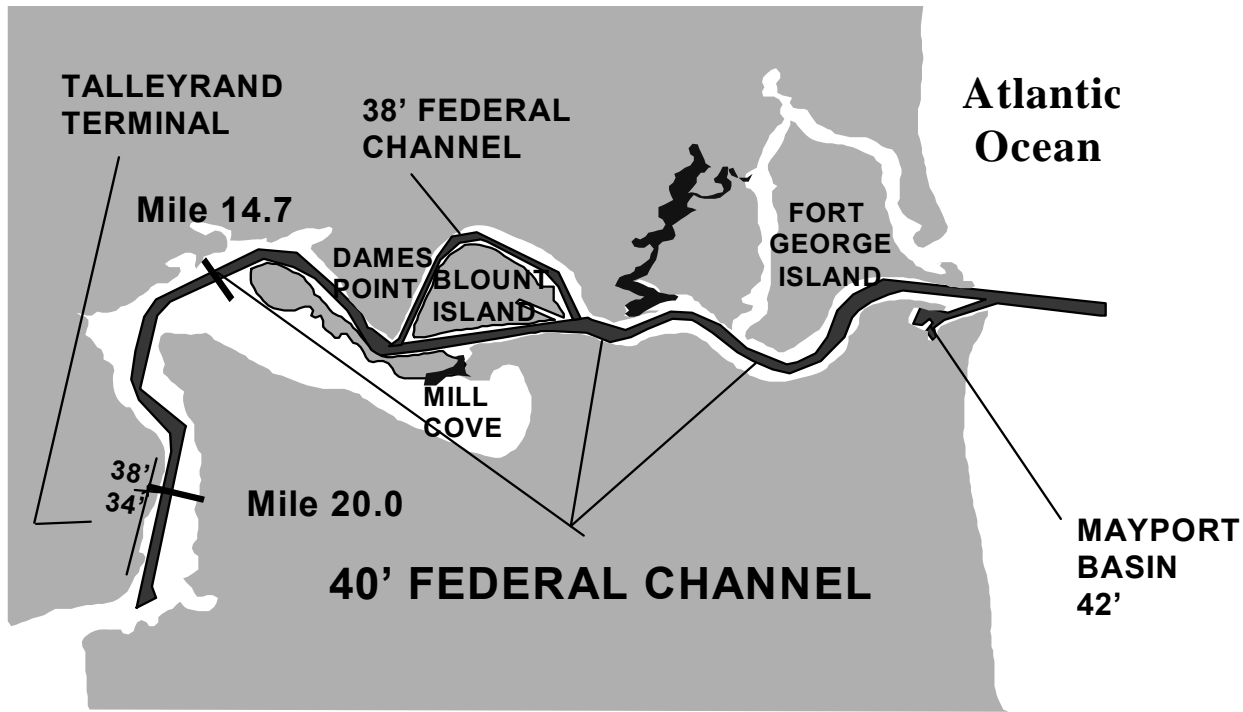 TALLEYRAND
TERMINAL
38’ FEDERAL
CHANNEL
Atlantic
Ocean
Mile 14.7
DAMES
POINT
BLOUNT
ISLAND
FORT
GEORGE
ISLAND
MILL
COVE
38’
34’
Mile 20.0
40’ FEDERAL CHANNEL
MAYPORT
BASIN
42’